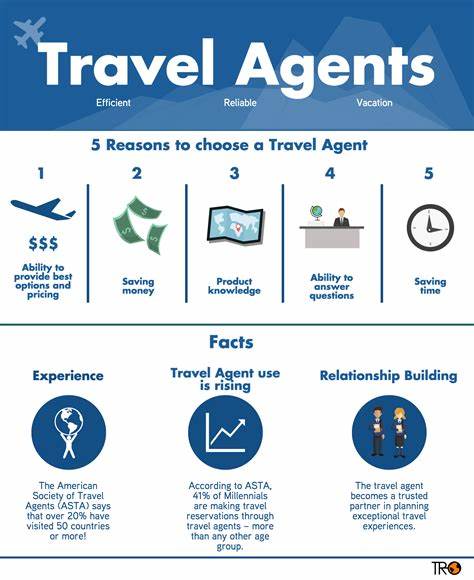 Travel Agents
Efficient
Reliable
Vacation
5 Reasons to choose a Travel Agent
1
$$$
Ability to
provide best
options and
pricing
2
Saving
money
3
Product
knowledge
4
Ability to
answer
questions
5
Saving
time
Facts
Experience
The American
Society of Travel
Agents (ASTA) says
that over 20% have
visited 50 countries
or more!
Travel Agent use
is rising
According to ASTA,
41% of Millennials
are making travel
reservations through
travel agents – more
than any other age
group.
Relationship Building
The travel agent
becomes a trusted
partner in planning
exceptional travel
experiences.
TRO